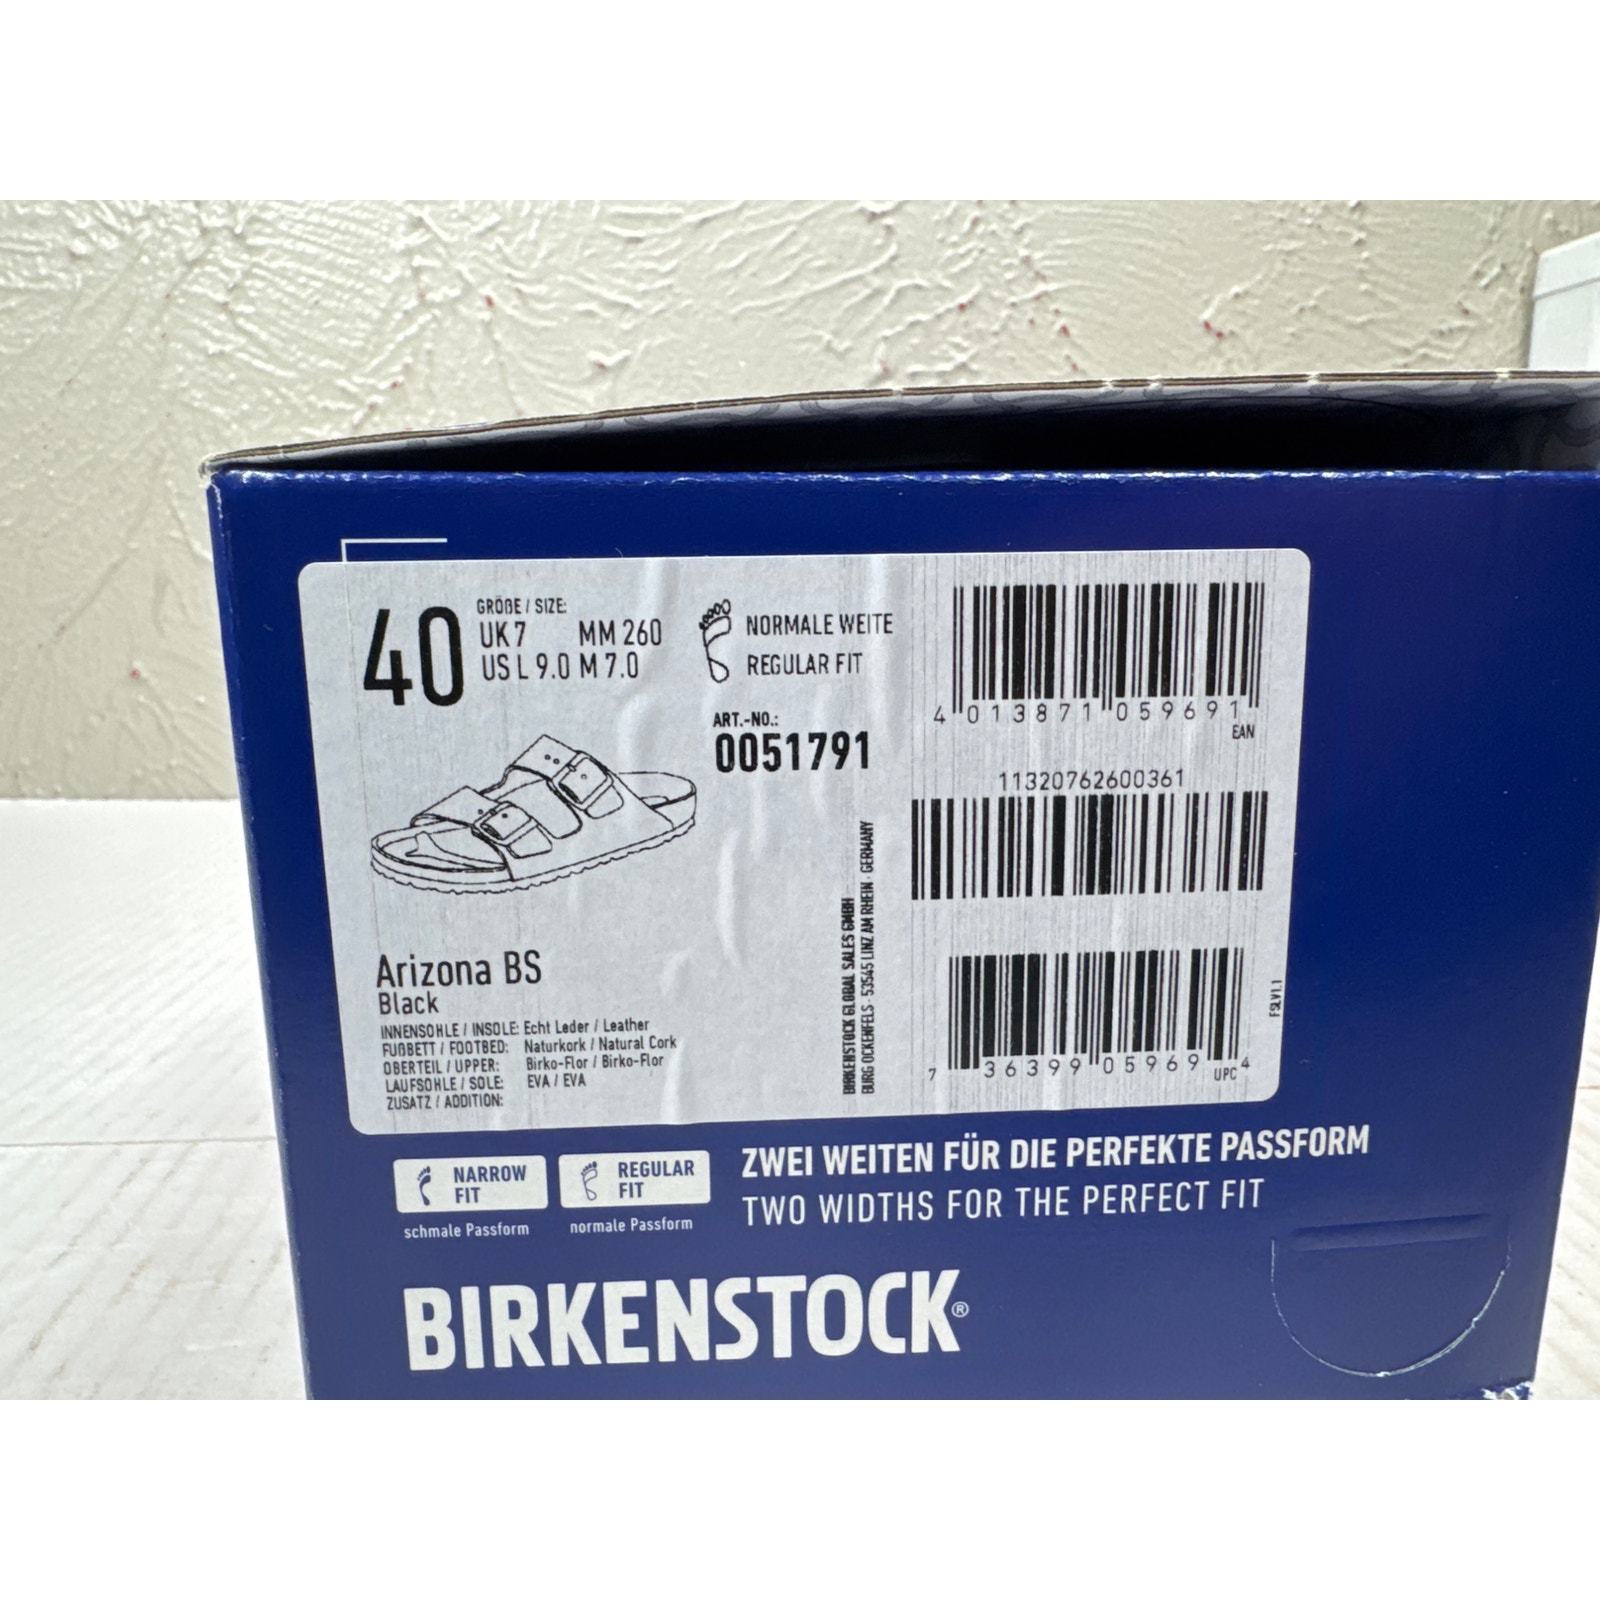 40
GRÖßE / SIZE:
UK 7 MM 260
US L 9.0 M 7.0
NORMALE WEITE
REGULAR FIT
ART.-NO.:
0051791
4 013871 059691
EAN
11320762600361
7 36399 05969 4
UPC
FSLV1.1
BIRKENSTOCK GLOBAL SALES GMBH
BURG OCKENFELS · 53545 LINZ AM RHEIN · GERMANY
Arizona BS
Black
INNENSOHLE / INSOLE: Echt Leder / Leather
FUßBETT / FOOTBED: Naturkork / Natural Cork
OBERTEIL / UPPER: Birko-Flor / Birko-Flor
LAUFSOHLE / SOLE: EVA / EVA
ZUSATZ / ADDITION:
NARROW
FIT
schmale Passform
REGULAR
FIT
normale Passform
ZWEI WEITEN FÜR DIE PERFEKTE PASSFORM
TWO WIDTHS FOR THE PERFECT FIT
BIRKENSTOCK®